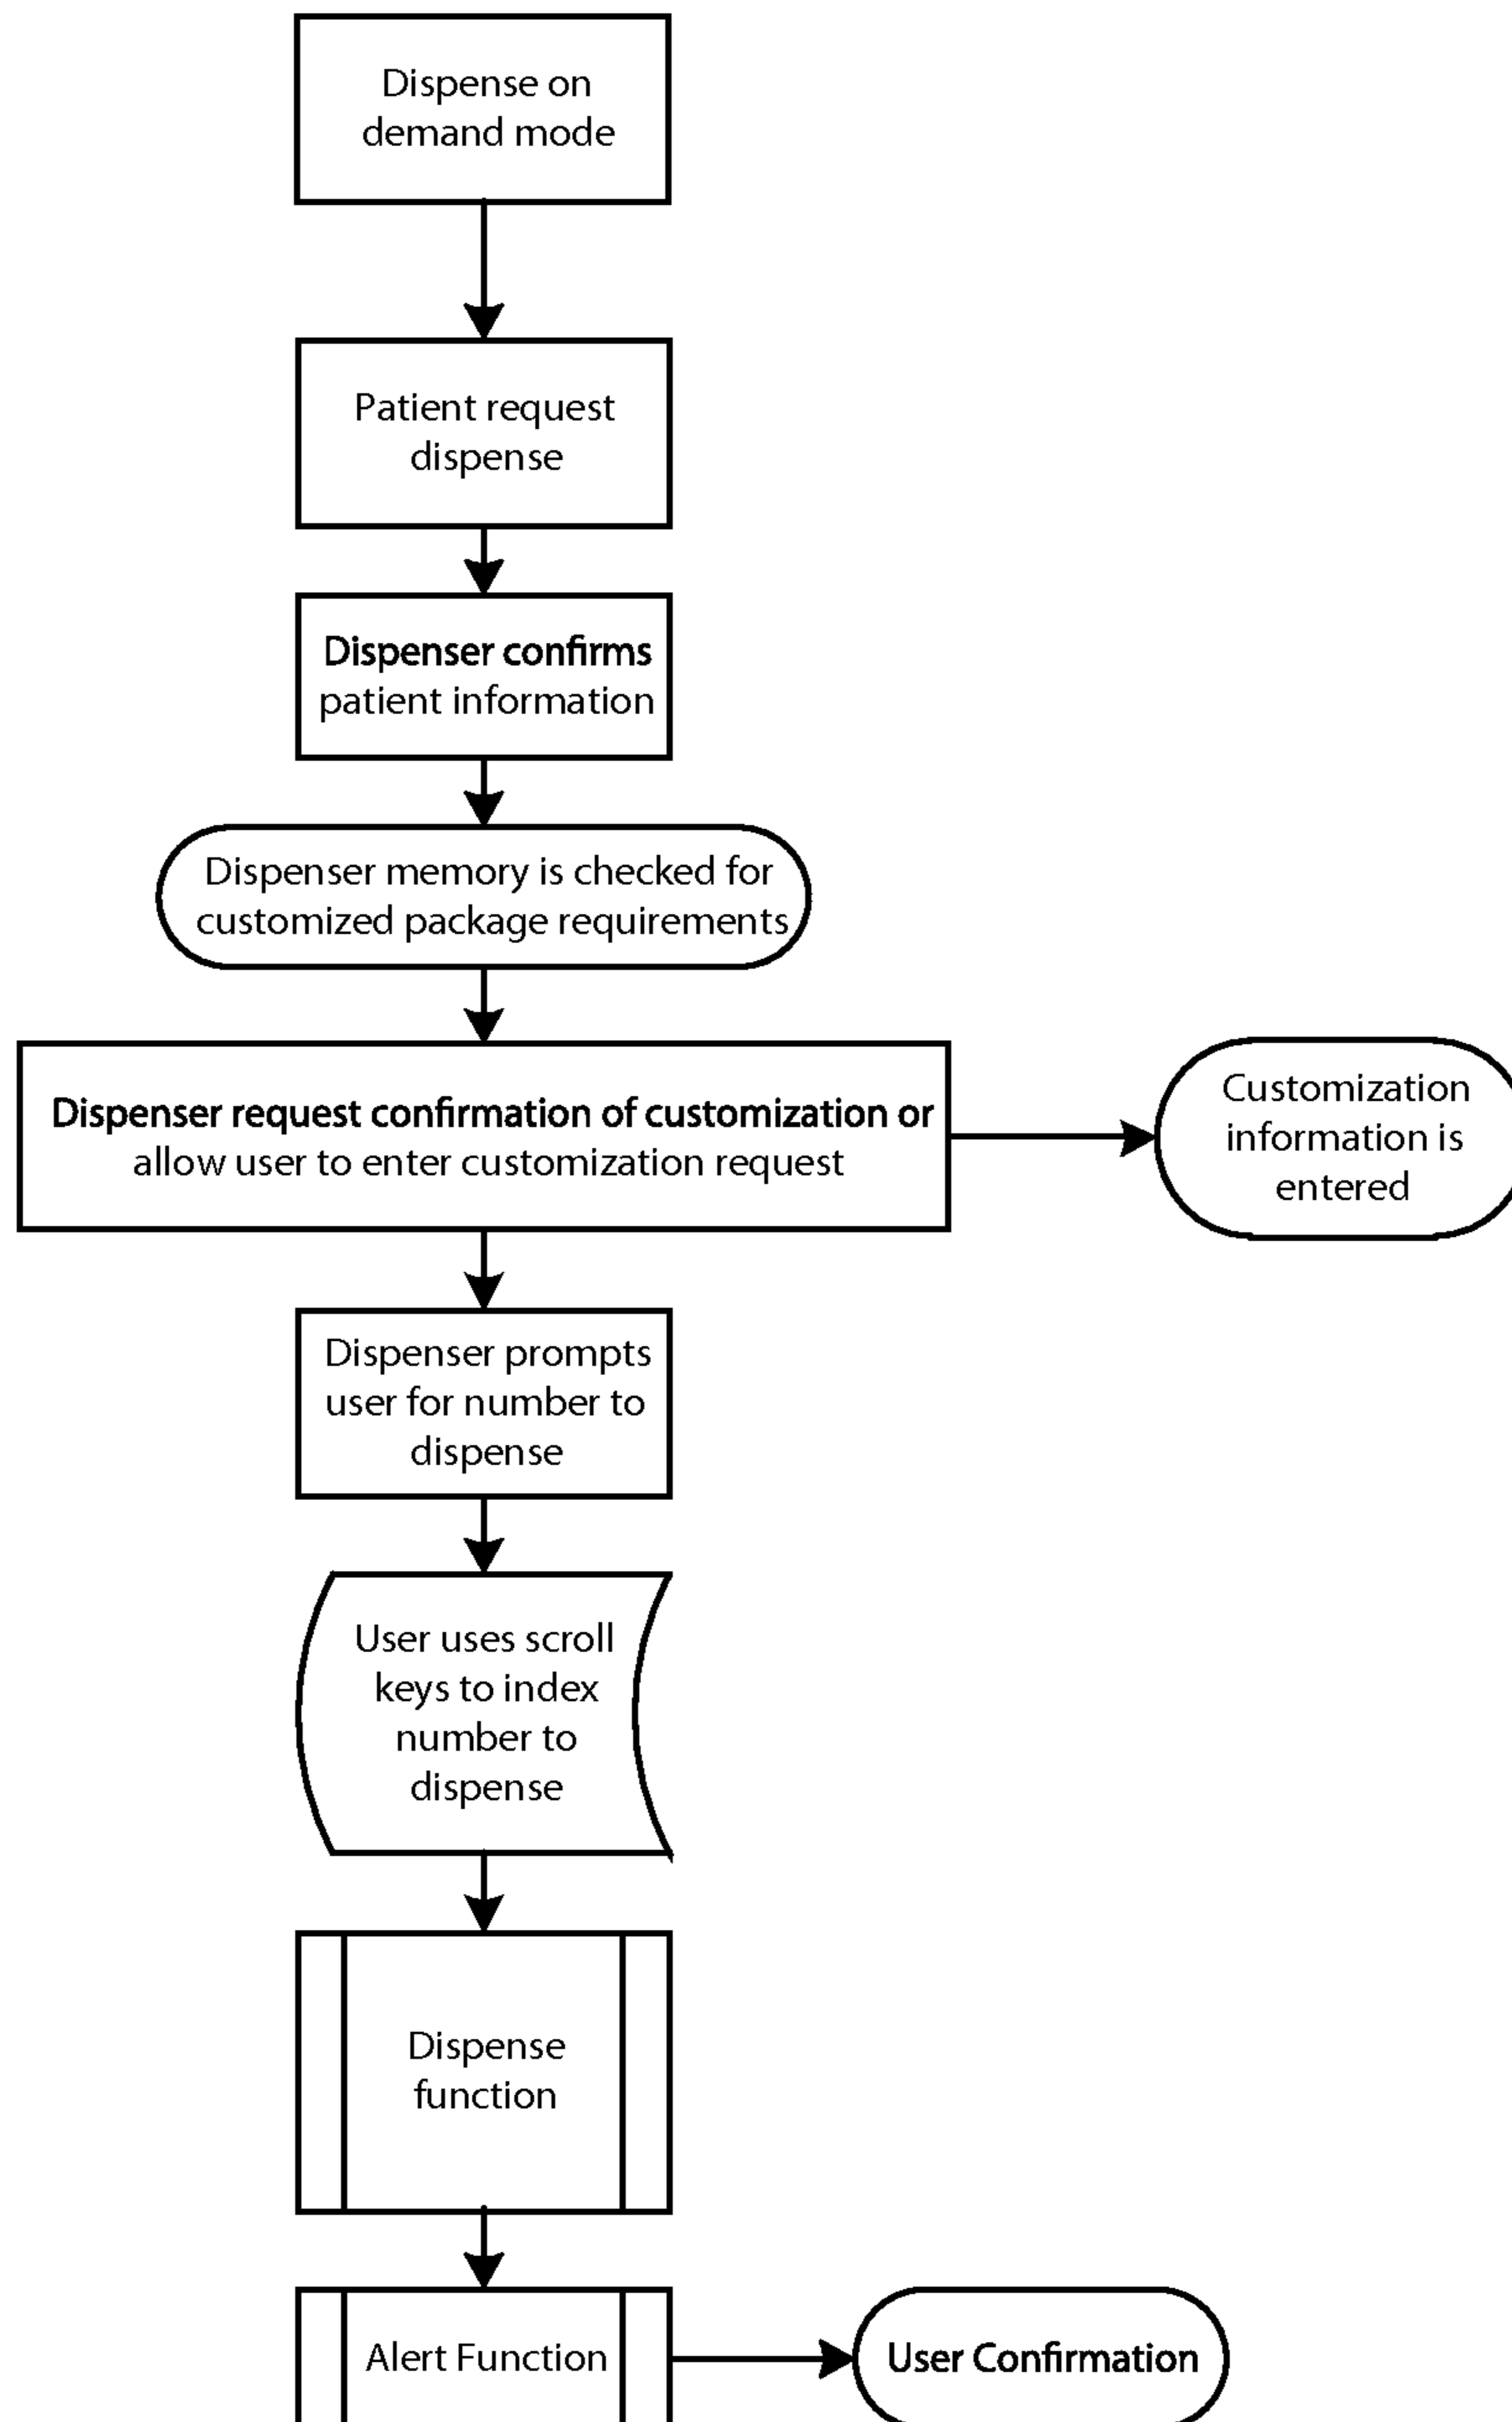 Dispense on
demand mode
Patient request
dispense
Dispenser confirms
patient information
Dispenser memory is checked for
customized package requirements
Dispenser request confirmation of customization or
allow user to enter customization request
Customization
information is
entered
Dispenser prompts
user for number to
dispense
User uses scroll
keys to index
number to
dispense
Dispense
function
Alert Function
User Confirmation